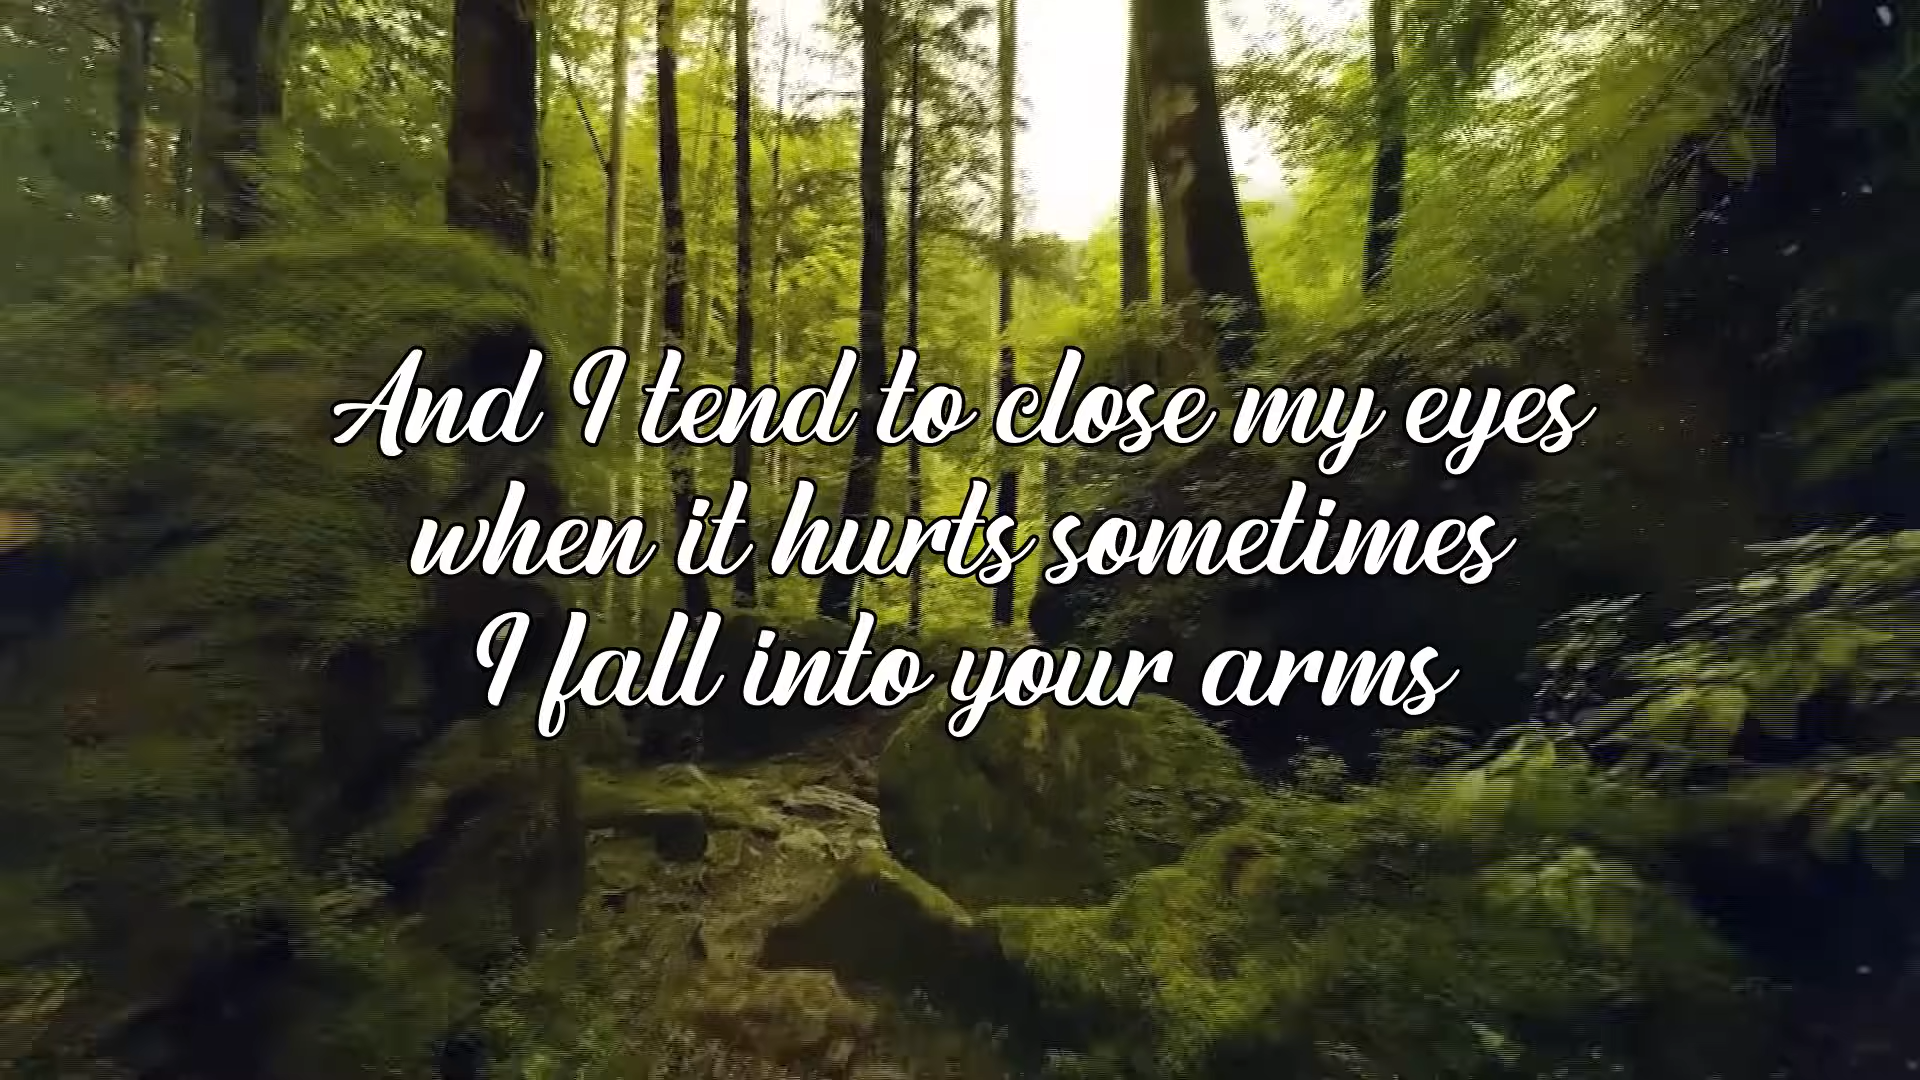 And I tend to close my eyes
when it hurts sometimes
I fall into your arms